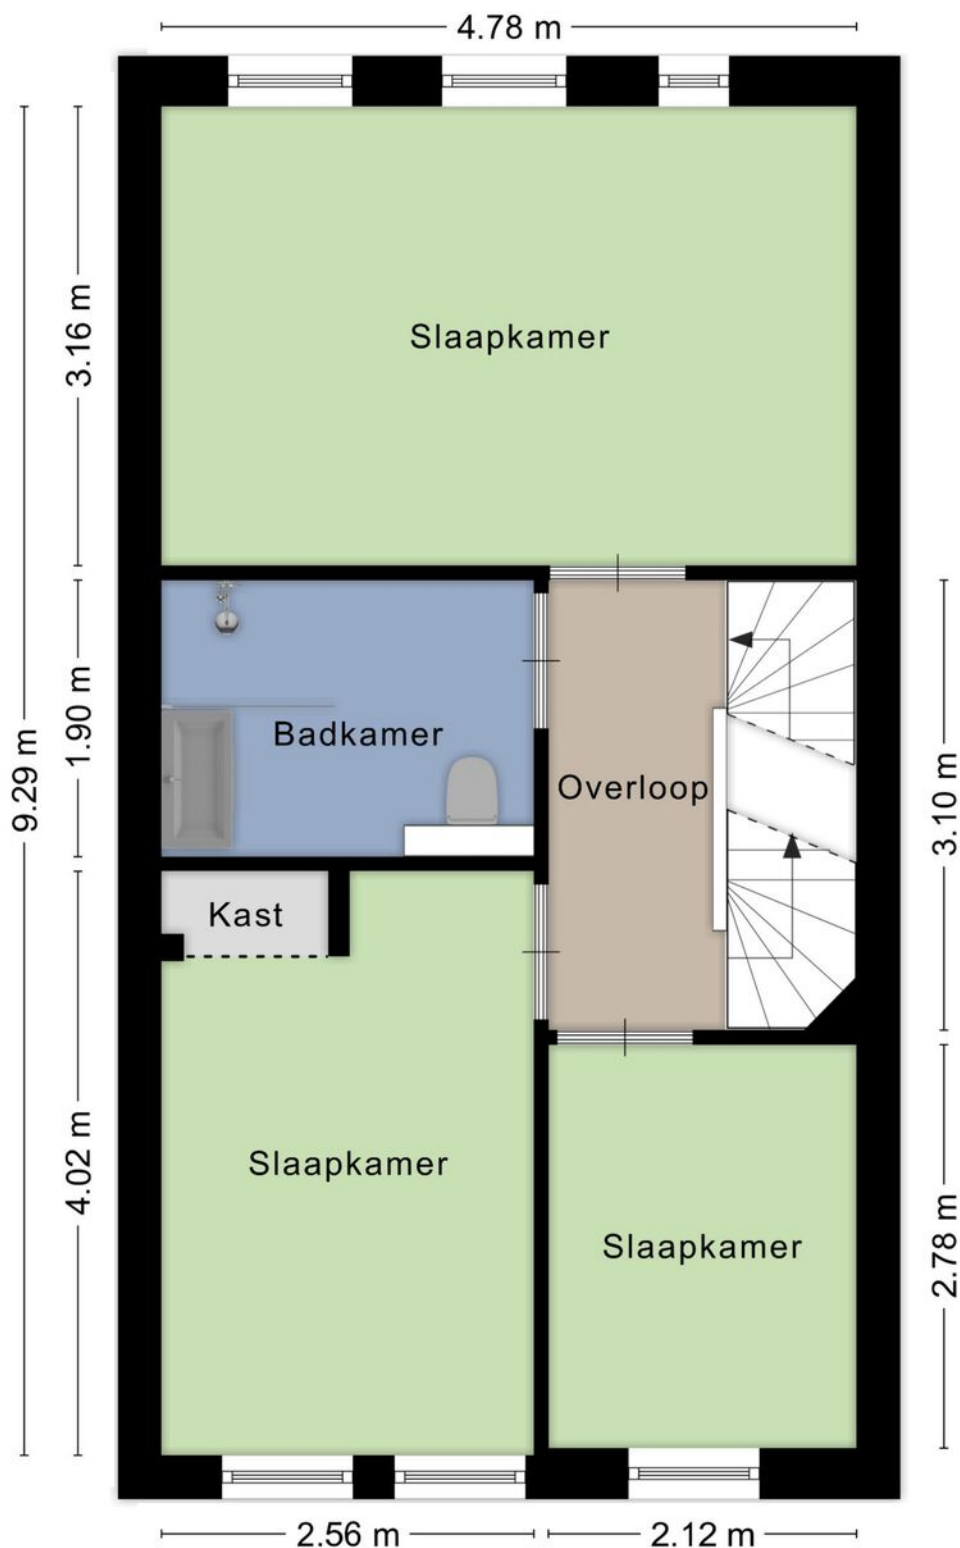 4.78 m
3.16 m
Slaapkamer
9.29 m
1.90 m
Badkamer
Overloop
3.10 m
Kast
4.02 m
Slaapkamer
Slaapkamer
2.78 m
2.56 m
2.12 m